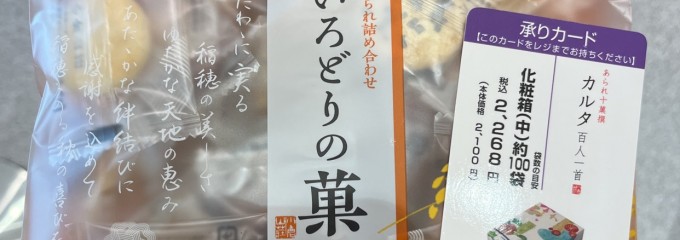 たわゝに実る
稲穂の美しさ
ゆたかな天地の恵み
あたゝかな絆結びに
感謝を込めて
あられ詰め合わせ
いろどりの菓
承りカード
【このカードをレジまでお持ちください】
あられ十菓撰
カルタ 百人一首
袋数の目安
化粧箱(中)約100袋
税込 2,268円
(本体価格 2,100円)